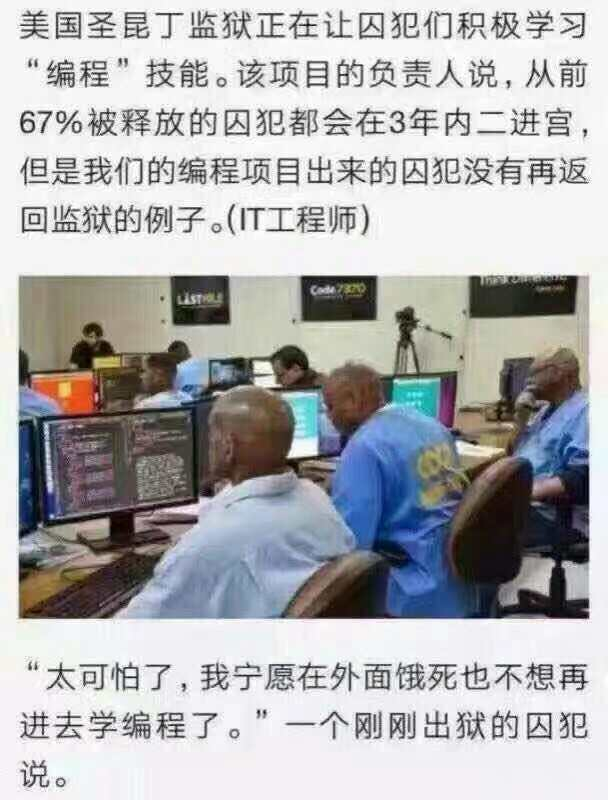 美国圣昆丁监狱正在让囚犯们积极学习
“编程”技能。该项目的负责人说，从前
67%被释放的囚犯都会在3年内二进宫，
但是我们的编程项目出来的囚犯没有再返
回监狱的例子。(IT工程师)
LAST MILE
Code.7370
Think Different
“太可怕了，我宁愿在外面饿死也不想再
进去学编程了。”一个刚刚出狱的囚犯
说。